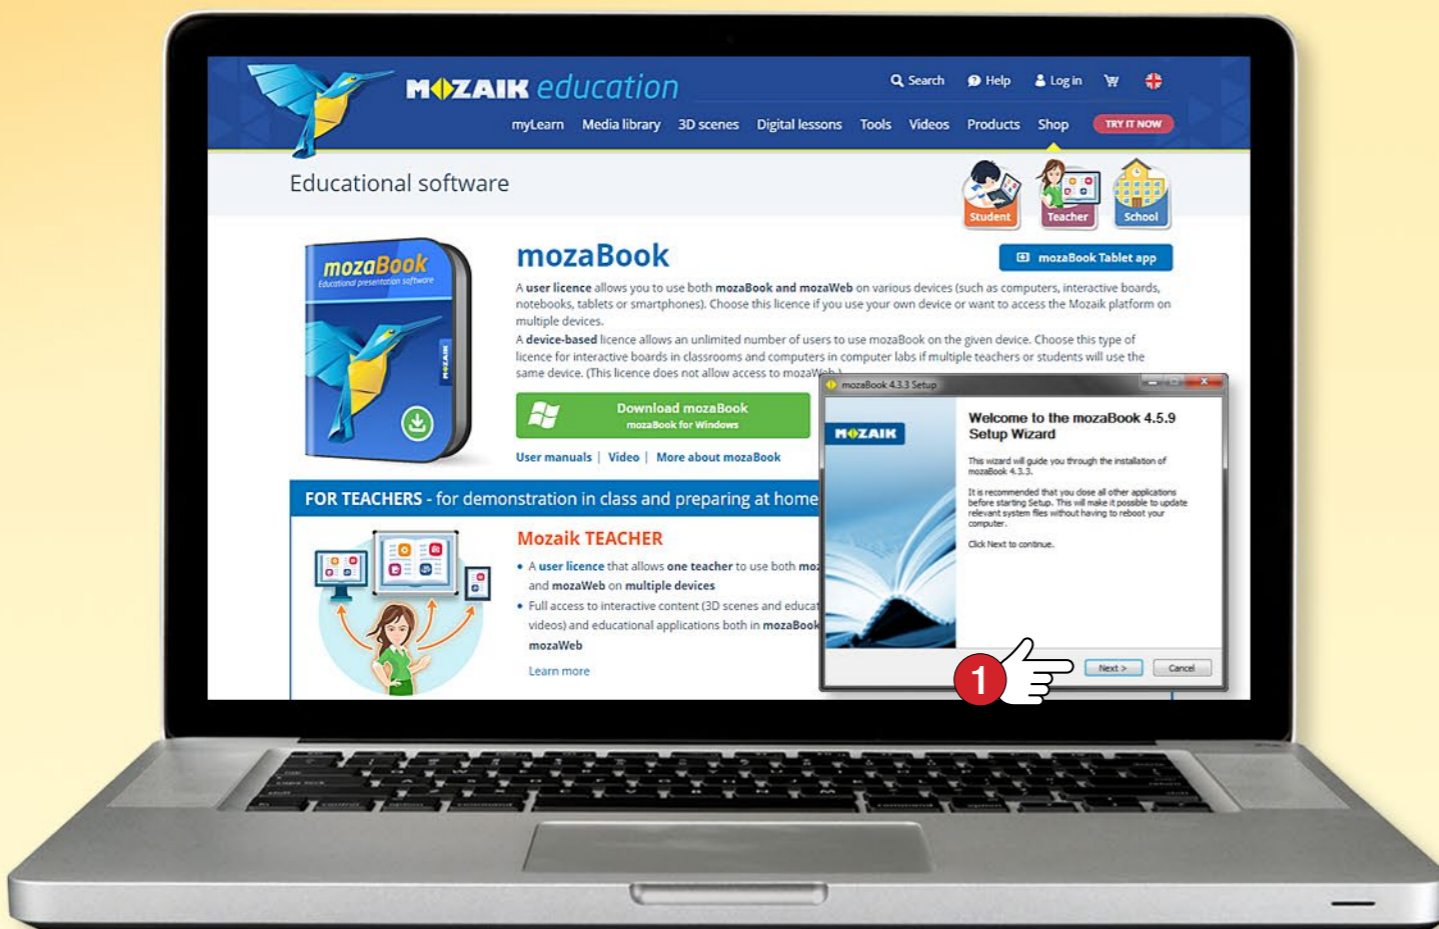 MOZAIK education
Search Help Log in
myLearn Media library 3D scenes Digital lessons Tools Videos Products Shop TRY IT NOW
Educational software
Student Teacher School
mozaBook
Educational presentation software
MOZAIK
mozaBook
mozaBook Tablet app
A user licence allows you to use both mozaBook and mozaWeb on various devices (such as computers, interactive boards,
notebooks, tablets or smartphones). Choose this licence if you use your own device or want to access the Mozaik platform on
multiple devices.
A device-based licence allows an unlimited number of users to use mozaBook on the given device. Choose this type of
licence for interactive boards in classrooms and computers in computer labs if multiple teachers or students will use the
same device. (This licence does not allow access to mozaWeb.)
Download mozaBook
mozaBook for Windows
User manuals | Video | More about mozaBook
FOR TEACHERS - for demonstration in class and preparing at home
Mozaik TEACHER
• A user licence that allows one teacher to use both moz
and mozaWeb on multiple devices
• Full access to interactive content (3D scenes and educat
videos) and educational applications both in mozaBook
mozaWeb
Learn more
mozaBook 4.3.3 Setup
MOZAIK
Welcome to the mozaBook 4.5.9
Setup Wizard
This wizard will guide you through the installation of
mozaBook 4.3.3.
It is recommended that you close all other applications
before starting Setup. This will make it possible to update
relevant system files without having to reboot your
computer.
Click Next to continue.
1
Next > Cancel